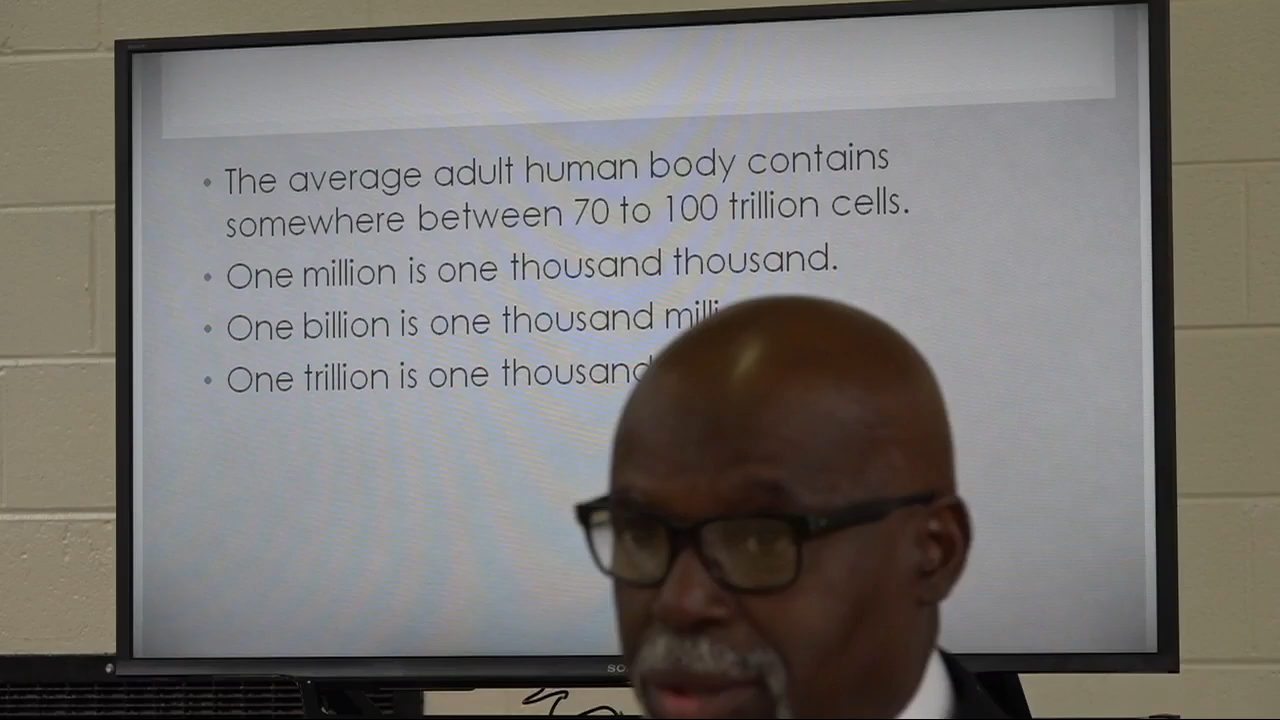 • The average adult human body contains
somewhere between 70 to 100 trillion cells.
• One million is one thousand thousand.
• One billion is one thousand
• One trillion is one thousand